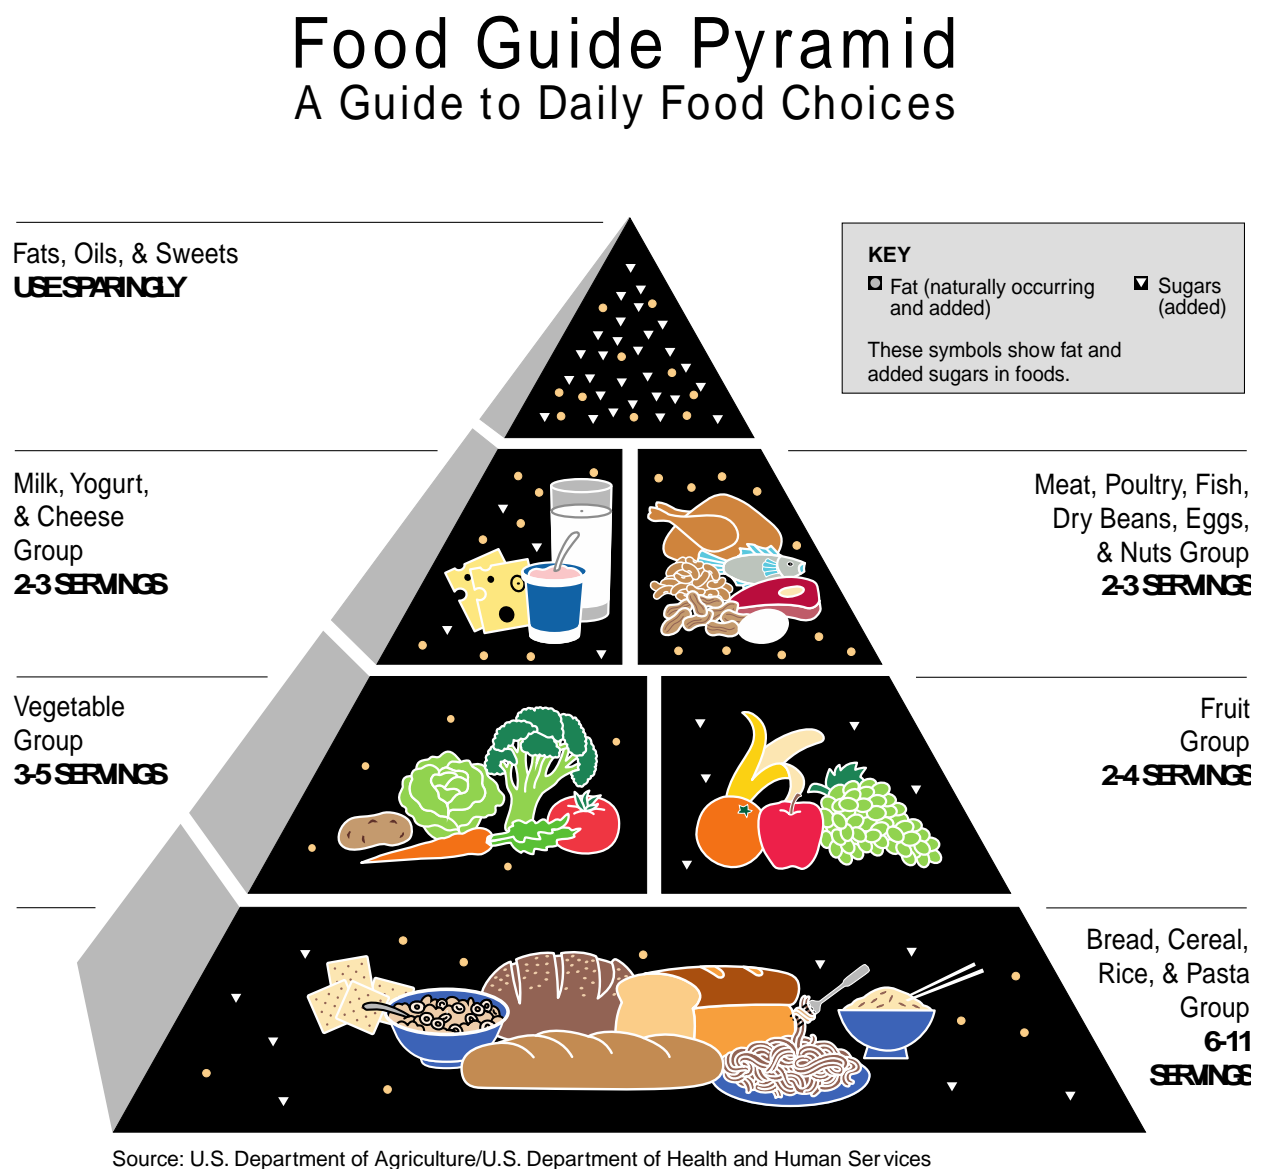 Food Guide Pyramid
A Guide to Daily Food Choices
Fats, Oils, & Sweets
USE SPARINGLY
KEY
Fat (naturally occurring
and added)
Sugars
(added)
These symbols show fat and
added sugars in foods.
Milk, Yogurt,
& Cheese
Group
2-3 SERVINGS
Meat, Poultry, Fish,
Dry Beans, Eggs,
& Nuts Group
2-3 SERVINGS
Vegetable
Group
3-5 SERVINGS
Fruit
Group
2-4 SERVINGS
Bread, Cereal,
Rice, & Pasta
Group
6-11
SERVINGS
Source: U.S. Department of Agriculture/U.S. Department of Health and Human Services